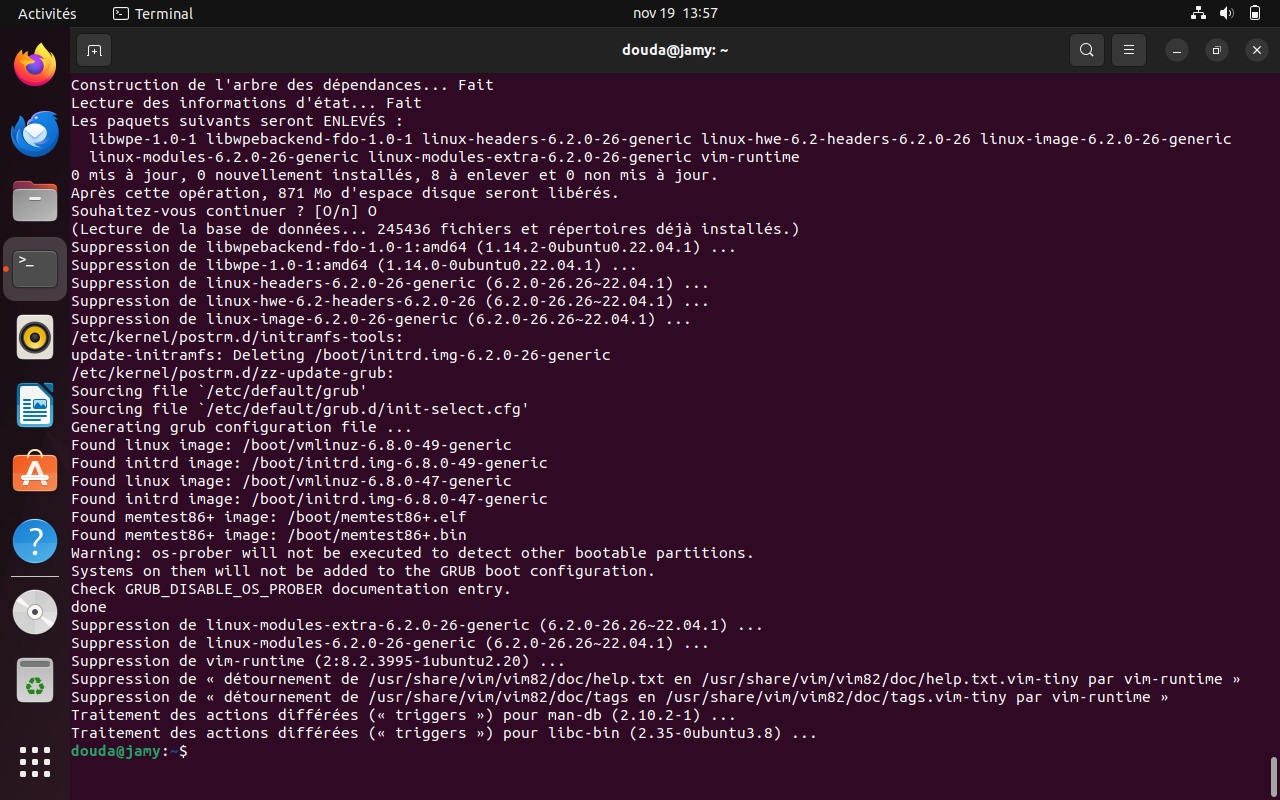 Activités
Terminal
nov 19 13:57
douda@jamy: ~
Construction de l'arbre des dépendances... Fait
Lecture des informations d'état... Fait
Les paquets suivants seront ENLEVÉS :
  libwpe-1.0-1 libwpebackend-fdo-1.0-1 linux-headers-6.2.0-26-generic linux-hwe-6.2-headers-6.2.0-26 linux-image-6.2.0-26-generic
  linux-modules-6.2.0-26-generic linux-modules-extra-6.2.0-26-generic vim-runtime
0 mis à jour, 0 nouvellement installés, 8 à enlever et 0 non mis à jour.
Après cette opération, 871 Mo d'espace disque seront libérés.
Souhaitez-vous continuer ? [O/n] O
(Lecture de la base de données... 245436 fichiers et répertoires déjà installés.)
Suppression de libwpebackend-fdo-1.0-1:amd64 (1.14.2-0ubuntu0.22.04.1) ...
Suppression de libwpe-1.0-1:amd64 (1.14.0-0ubuntu0.22.04.1) ...
Suppression de linux-headers-6.2.0-26-generic (6.2.0-26.26~22.04.1) ...
Suppression de linux-hwe-6.2-headers-6.2.0-26 (6.2.0-26.26~22.04.1) ...
Suppression de linux-image-6.2.0-26-generic (6.2.0-26.26~22.04.1) ...
/etc/kernel/postrm.d/initramfs-tools:
update-initramfs: Deleting /boot/initrd.img-6.2.0-26-generic
/etc/kernel/postrm.d/zz-update-grub:
Sourcing file `/etc/default/grub'
Sourcing file `/etc/default/grub.d/init-select.cfg'
Generating grub configuration file ...
Found linux image: /boot/vmlinuz-6.8.0-49-generic
Found initrd image: /boot/initrd.img-6.8.0-49-generic
Found linux image: /boot/vmlinuz-6.8.0-47-generic
Found initrd image: /boot/initrd.img-6.8.0-47-generic
Found memtest86+ image: /boot/memtest86+.elf
Found memtest86+ image: /boot/memtest86+.bin
Warning: os-prober will not be executed to detect other bootable partitions.
Systems on them will not be added to the GRUB boot configuration.
Check GRUB_DISABLE_OS_PROBER documentation entry.
done
Suppression de linux-modules-extra-6.2.0-26-generic (6.2.0-26.26~22.04.1) ...
Suppression de linux-modules-6.2.0-26-generic (6.2.0-26.26~22.04.1) ...
Suppression de vim-runtime (2:8.2.3995-1ubuntu2.20) ...
Suppression de « détournement de /usr/share/vim/vim82/doc/help.txt en /usr/share/vim/vim82/doc/help.txt.vim-tiny par vim-runtime »
Suppression de « détournement de /usr/share/vim/vim82/doc/tags en /usr/share/vim/vim82/doc/tags.vim-tiny par vim-runtime »
Traitement des actions différées (« triggers ») pour man-db (2.10.2-1) ...
Traitement des actions différées (« triggers ») pour libc-bin (2.35-0ubuntu3.8) ...
douda@jamy:~$